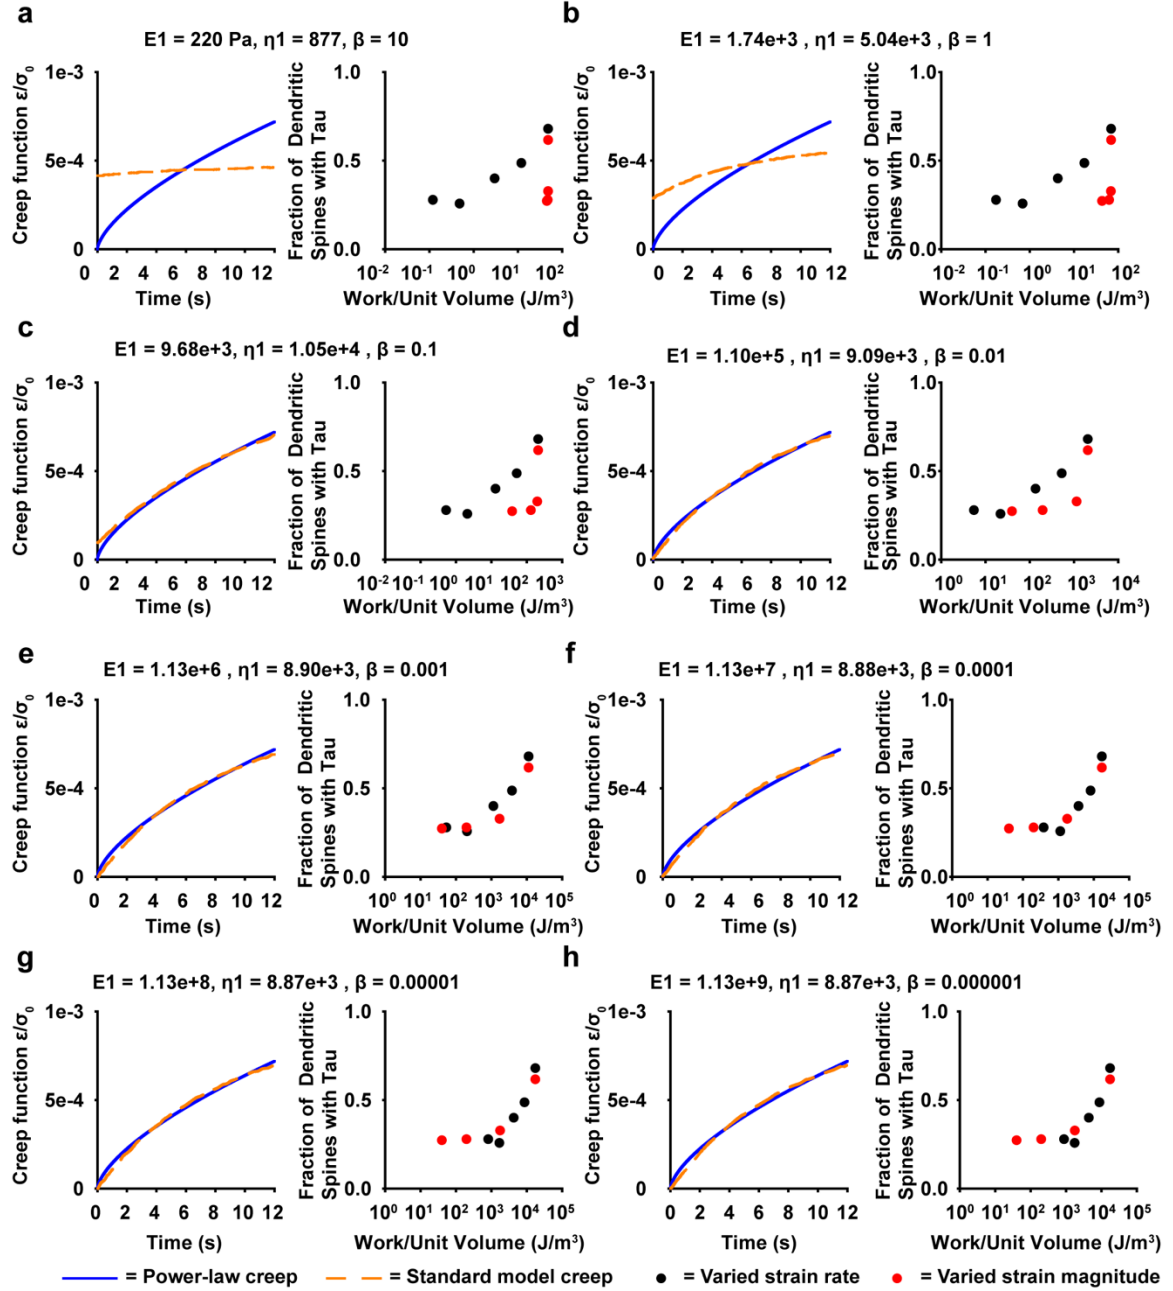 a
E1 = 220 Pa, η1 = 877, β = 10
Creep function ε/σ₀
1e-3
5e-4
0
0 2 4 6 8 10 12
Time (s)
Fraction of Dendritic
Spines with Tau
1.0
0.5
0.0
10⁻² 10⁻¹ 10⁰ 10¹ 10²
Work/Unit Volume (J/m³)
b
E1 = 1.74e+3 , η1 = 5.04e+3 , β = 1
Creep function ε/σ₀
1e-3
5e-4
0
0 2 4 6 8 10 12
Time (s)
Fraction of Dendritic
Spines with Tau
1.0
0.5
0.0
10⁻² 10⁻¹ 10⁰ 10¹ 10²
Work/Unit Volume (J/m³)
c
E1 = 9.68e+3, η1 = 1.05e+4 , β = 0.1
Creep function ε/σ₀
1e-3
5e-4
0
0 2 4 6 8 10 12
Time (s)
Fraction of Dendritic
Spines with Tau
1.0
0.5
0.0
10⁻² 10⁻¹ 10⁰ 10¹ 10² 10³
Work/Unit Volume (J/m³)
d
E1 = 1.10e+5 , η1 = 9.09e+3 , β = 0.01
Creep function ε/σ₀
1e-3
5e-4
0
0 2 4 6 8 10 12
Time (s)
Fraction of Dendritic
Spines with Tau
1.0
0.5
0.0
10⁰ 10¹ 10² 10³ 10⁴
Work/Unit Volume (J/m³)
e
E1 = 1.13e+6 , η1 = 8.90e+3, β = 0.001
Creep function ε/σ₀
1e-3
5e-4
0
0 2 4 6 8 10 12
Time (s)
Fraction of Dendritic
Spines with Tau
1.0
0.5
0.0
10⁰ 10¹ 10² 10³ 10⁴ 10⁵
Work/Unit Volume (J/m³)
f
E1 = 1.13e+7 , η1 = 8.88e+3, β = 0.0001
Creep function ε/σ₀
1e-3
5e-4
0
0 2 4 6 8 10 12
Time (s)
Fraction of Dendritic
Spines with Tau
1.0
0.5
0.0
10⁰ 10¹ 10² 10³ 10⁴ 10⁵
Work/Unit Volume (J/m³)
g
E1 = 1.13e+8, η1 = 8.87e+3 , β = 0.00001
Creep function ε/σ₀
1e-3
5e-4
0
0 2 4 6 8 10 12
Time (s)
Fraction of Dendritic
Spines with Tau
1.0
0.5
0.0
10⁰ 10¹ 10² 10³ 10⁴ 10⁵
Work/Unit Volume (J/m³)
h
E1 = 1.13e+9, η1 = 8.87e+3, β = 0.000001
Creep function ε/σ₀
1e-3
5e-4
0
0 2 4 6 8 10 12
Time (s)
Fraction of Dendritic
Spines with Tau
1.0
0.5
0.0
10⁰ 10¹ 10² 10³ 10⁴ 10⁵
Work/Unit Volume (J/m³)
= Power-law creep = Standard model creep = Varied strain rate = Varied strain magnitude